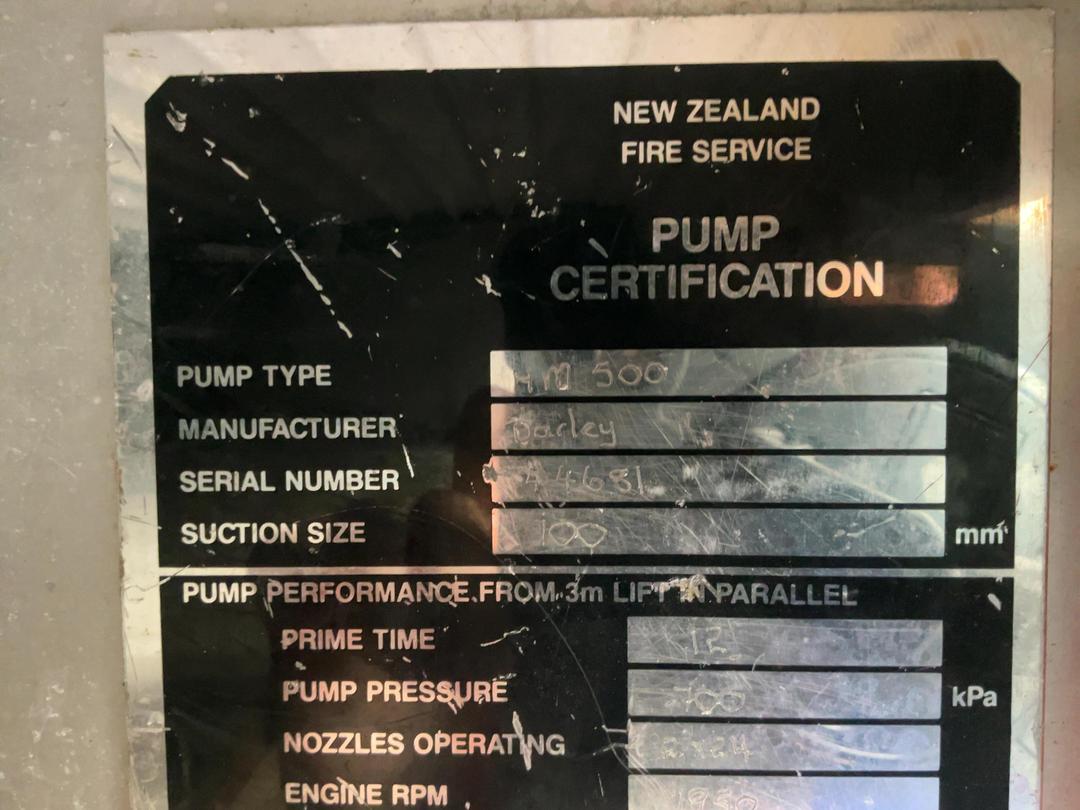 NEW ZEALAND
FIRE SERVICE
PUMP
CERTIFICATION
PUMP TYPE HM 500
MANUFACTURER Darley
SERIAL NUMBER
SUCTION SIZE 100 mm
PUMP PERFORMANCE FROM 3m LIFT IN PARALLEL
PRIME TIME 12
PUMP PRESSURE 700 kPa
NOZZLES OPERATING
ENGINE RPM